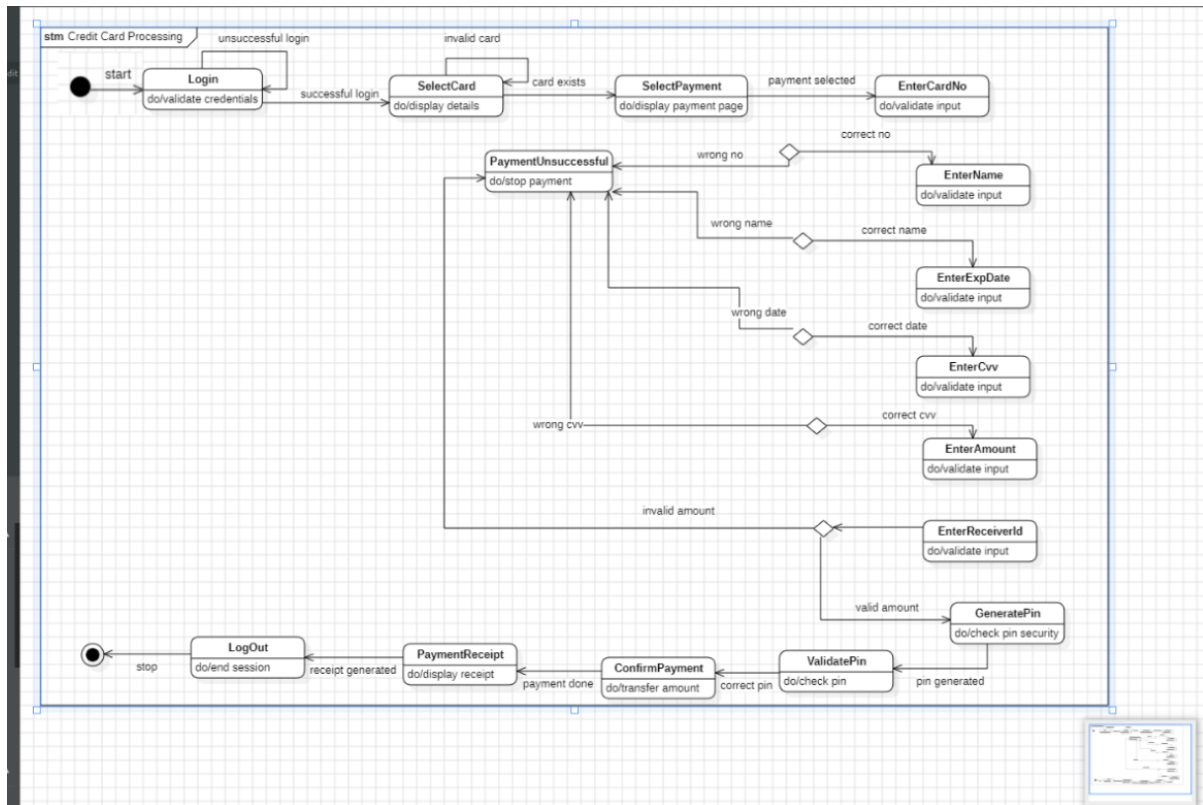 stm Credit Card Processing
unsuccessful login
invalid card
start
Login
do/validate credentials
successful login
SelectCard
do/display details
card exists
SelectPayment
do/display payment page
payment selected
EnterCardNo
do/validate input
correct no
wrong no
PaymentUnsuccessful
do/stop payment
EnterName
do/validate input
wrong name
correct name
EnterExpDate
do/validate input
wrong date
correct date
EnterCvv
do/validate input
wrong cvv
correct cvv
EnterAmount
do/validate input
invalid amount
EnterReceiverId
do/validate input
valid amount
GeneratePin
do/check pin security
pin generated
ValidatePin
do/check pin
correct pin
ConfirmPayment
do/transfer amount
payment done
PaymentReceipt
do/display receipt
receipt generated
LogOut
do/end session
stop